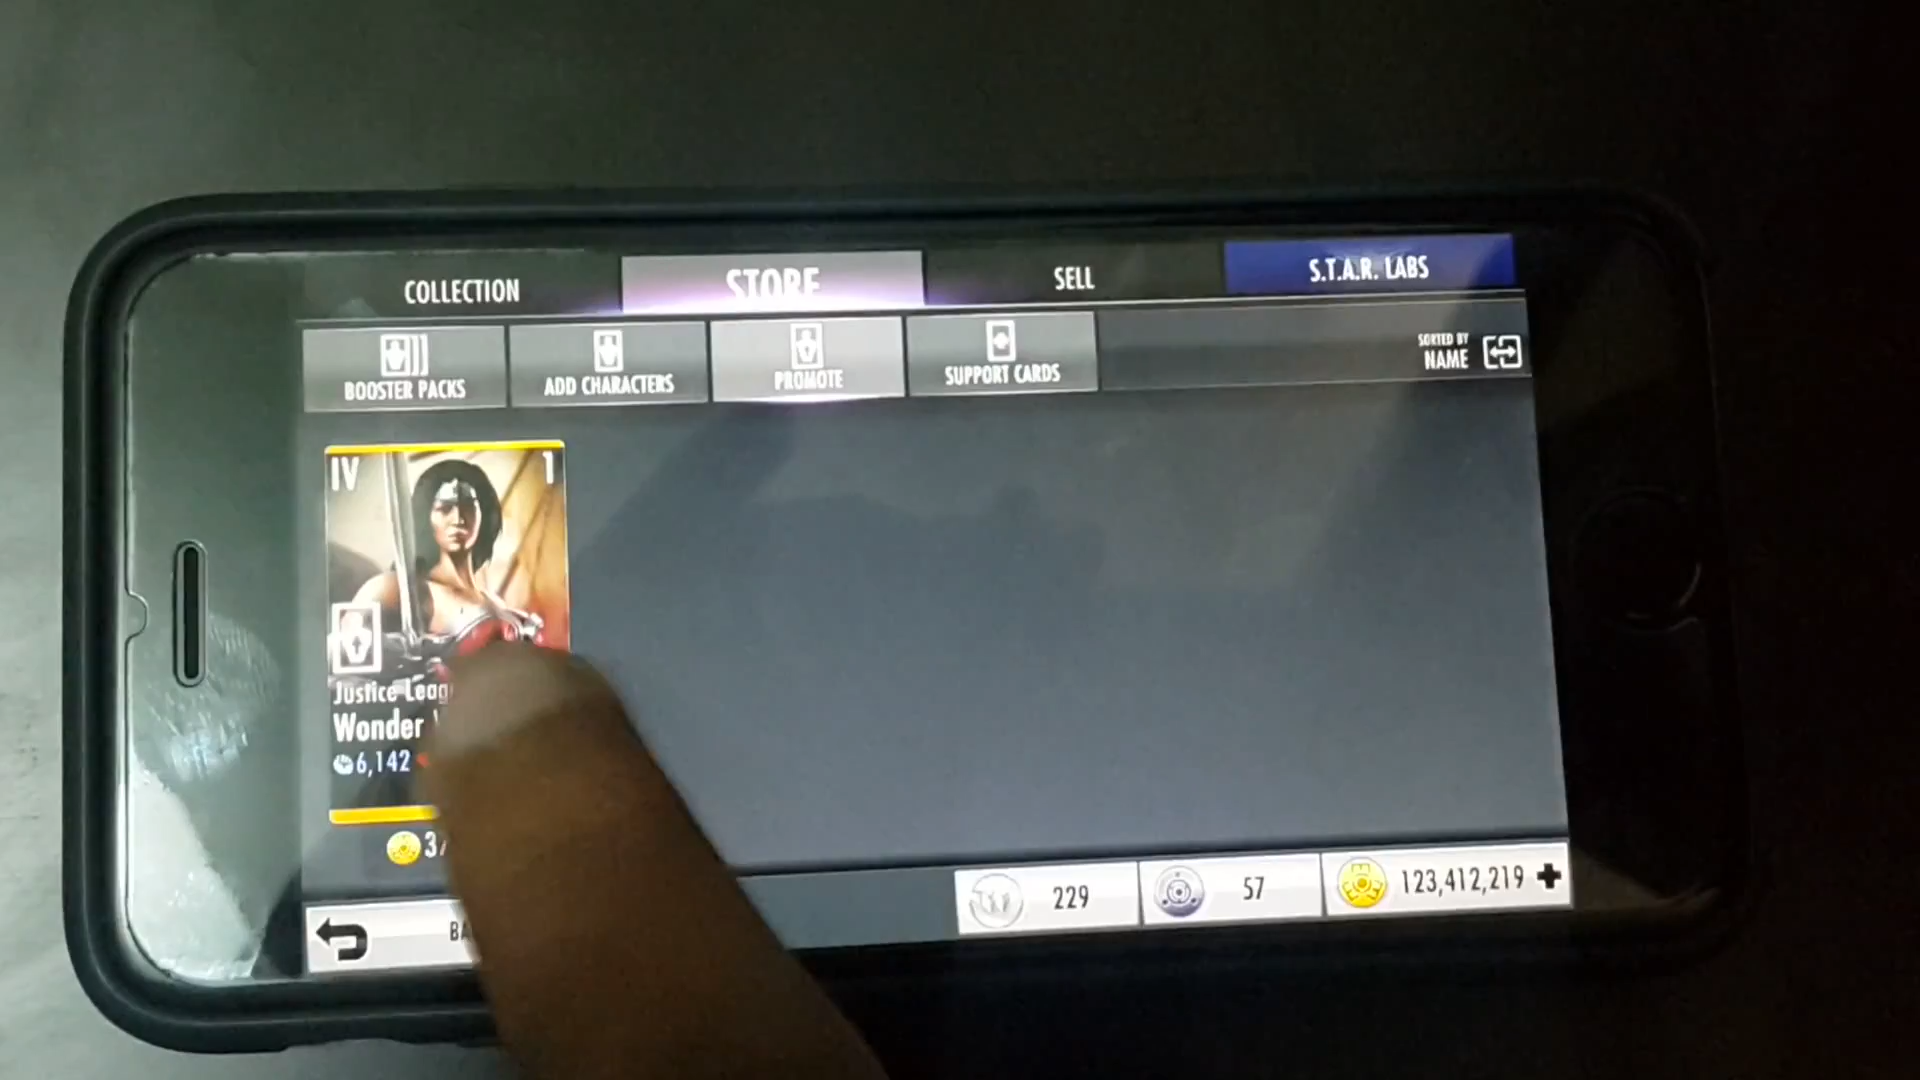 COLLECTION
STORE
SELL
S.T.A.R. LABS
BOOSTER PACKS
ADD CHARACTERS
PROMOTE
SUPPORT CARDS
SORTED BY
NAME
IV
1
Justice
Wonder
6,142
229
57
123,412,219